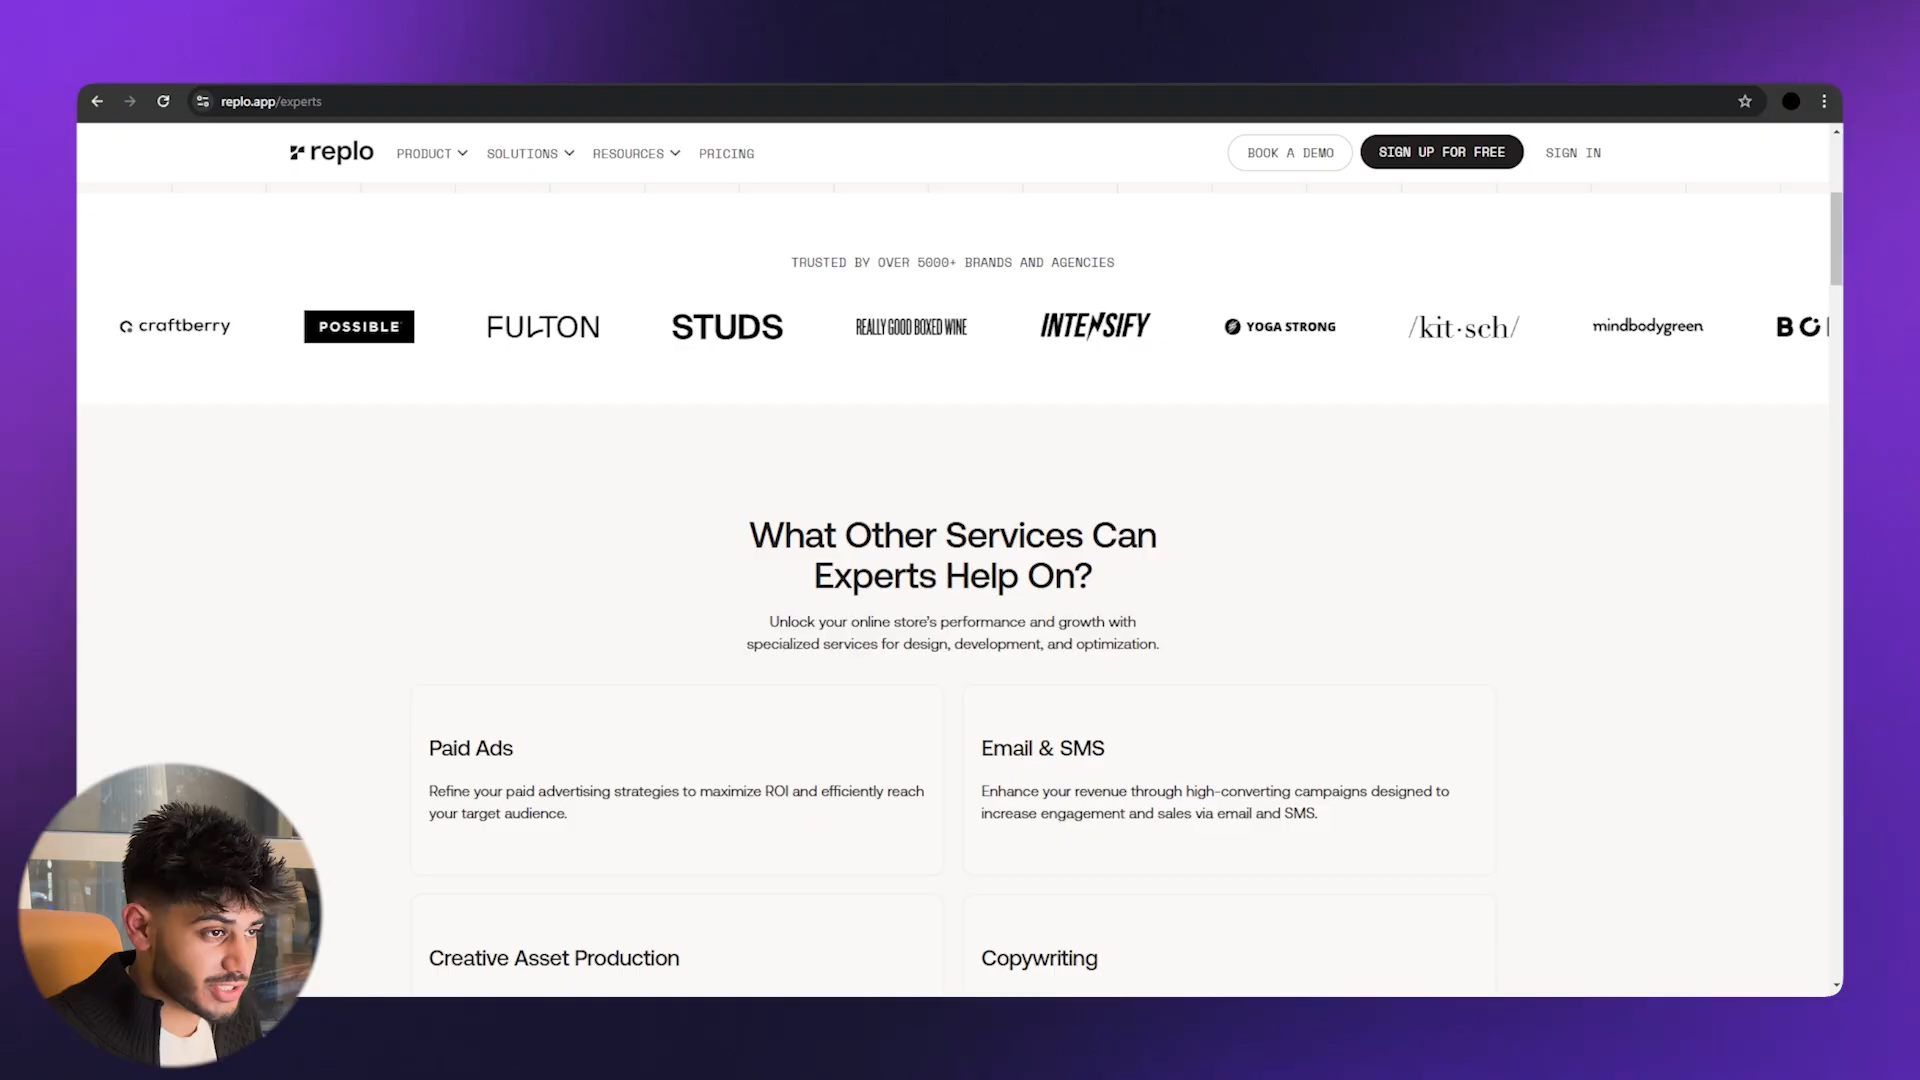 replo.app/experts
replo
PRODUCT
SOLUTIONS
RESOURCES
PRICING
BOOK A DEMO
SIGN UP FOR FREE
SIGN IN
TRUSTED BY OVER 5000+ BRANDS AND AGENCIES
craftberry
POSSIBLE
FULTON
STUDS
REALLY GOOD BOXED WINE
INTENSIFY
YOGA STRONG
/kit·sch/
mindbodygreen
What Other Services Can
Experts Help On?
Unlock your online store's performance and growth with
specialized services for design, development, and optimization.
Paid Ads
Refine your paid advertising strategies to maximize ROI and efficiently reach
your target audience.
Email & SMS
Enhance your revenue through high-converting campaigns designed to
increase engagement and sales via email and SMS.
Creative Asset Production
Copywriting